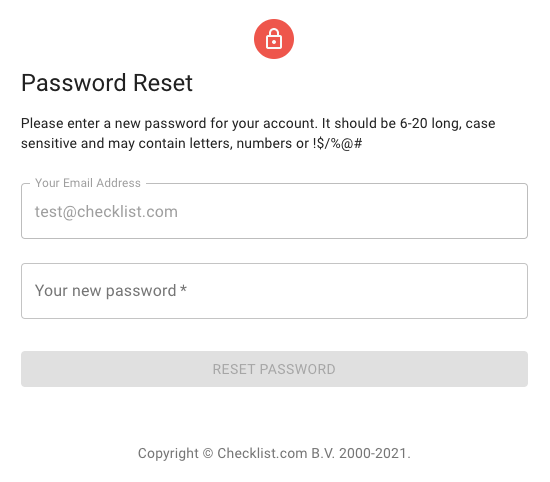 Password Reset
Please enter a new password for your account. It should be 6-20 long, case
sensitive and may contain letters, numbers or !$/%@#
Your Email Address
test@checklist.com
Your new password *
RESET PASSWORD
Copyright © Checklist.com B.V. 2000-2021.